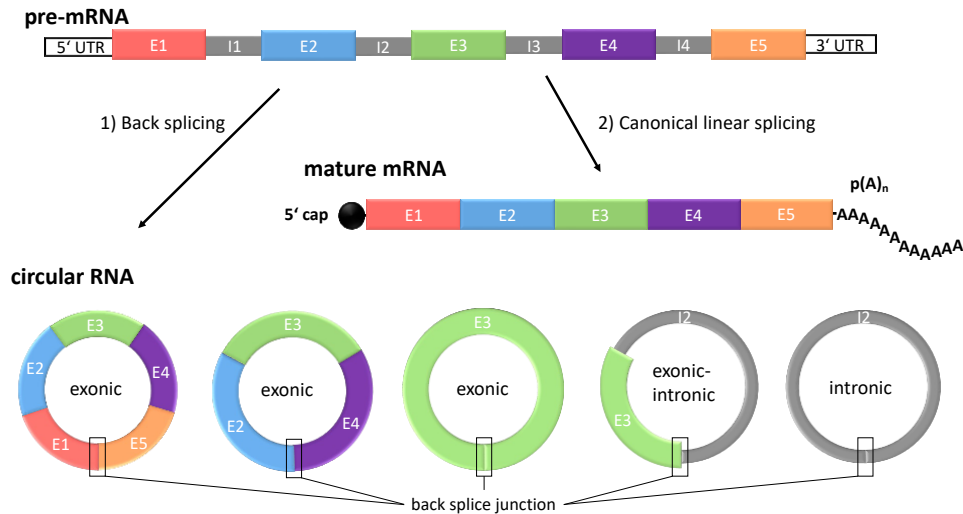 pre-mRNA
5‘ UTR E1 I1 E2 I2 E3 I3 E4 I4 E5 3‘ UTR
1) Back splicing
2) Canonical linear splicing
mature mRNA
p(A)n
5‘ cap E1 E2 E3 E4 E5 -AAAAAAAAAAAA
circular RNA
E3 E2 E4 exonic E1 E5
E3 exonic E2 E4
E3 exonic
I2 exonic-
intronic E3
I2 intronic
back splice junction